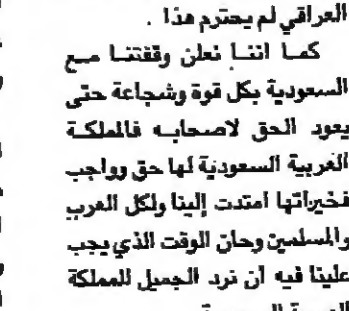 العراقي لم يحترم هذا .
كما اننا نعلن وقفتنا مع
السعودية بكل قوة وشجاعة حتى
يعود الحق لاصحابه فالملكة
العربية السعودية لها حق وواجب
فخيراتها امتدت إلينا ولكل العرب
والمسلمين وحان الوقت الذي يجب
علينا فيه أن نرد الجميل للمملكة